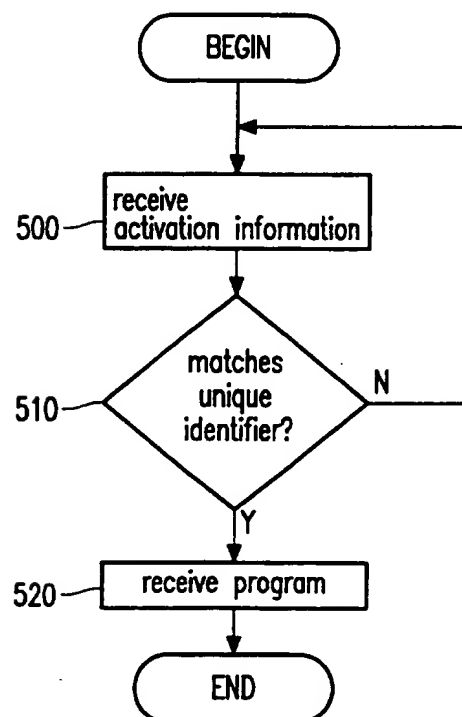 BEGIN
receive
activation information
500
matches
unique
identifier?
510
N
Y
receive program
520
END